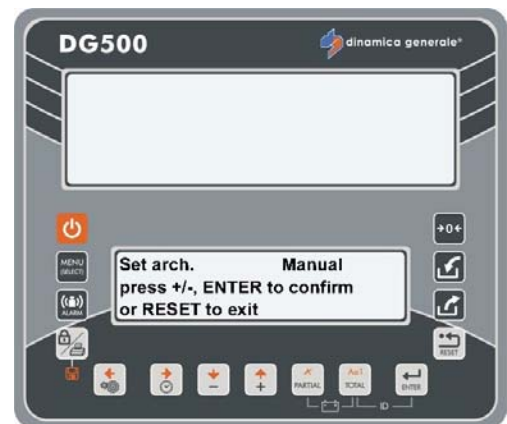 DG500 dinamica generale®
→0←
MENU
(SELECT)
Set arch. Manual
press +/-, ENTER to confirm
or RESET to exit
ALARM
RESET
- + PARTIAL TOTAL ENTER
ID